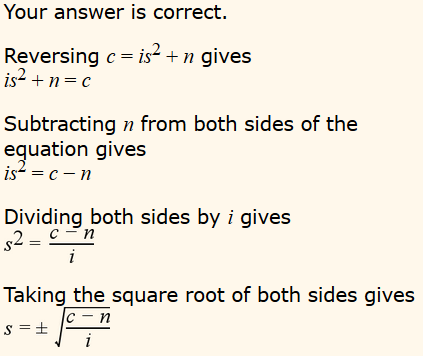 Your answer is correct.
Reversing c = is² + n gives
is² + n = c
Subtracting n from both sides of the
equation gives
is² = c − n
Dividing both sides by i gives
s² = (c − n)/i
Taking the square root of both sides gives
s = ± √((c − n)/i)